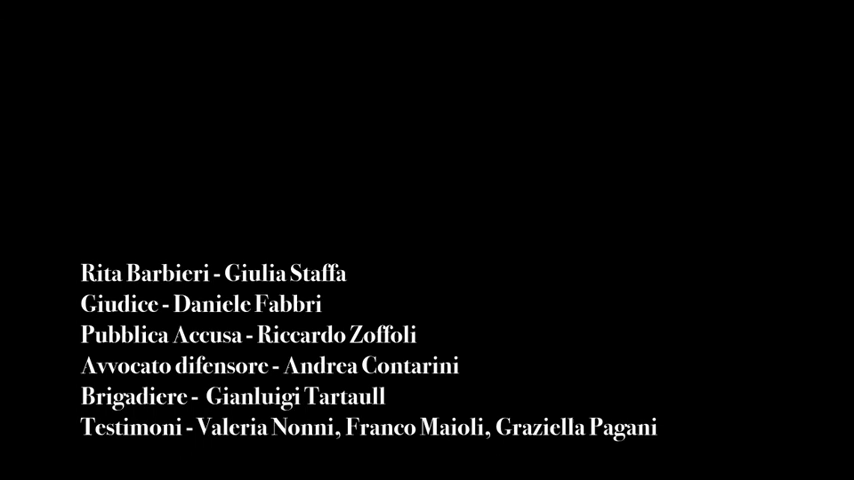 Rita Barbieri - Giulia Staffa
Giudice - Daniele Fabbri
Pubblica Accusa - Riccardo Zoffoli
Avvocato difensore - Andrea Contarini
Brigadiere - Gianluigi Tartaull
Testimoni - Valeria Nonni, Franco Maioli, Graziella Pagani